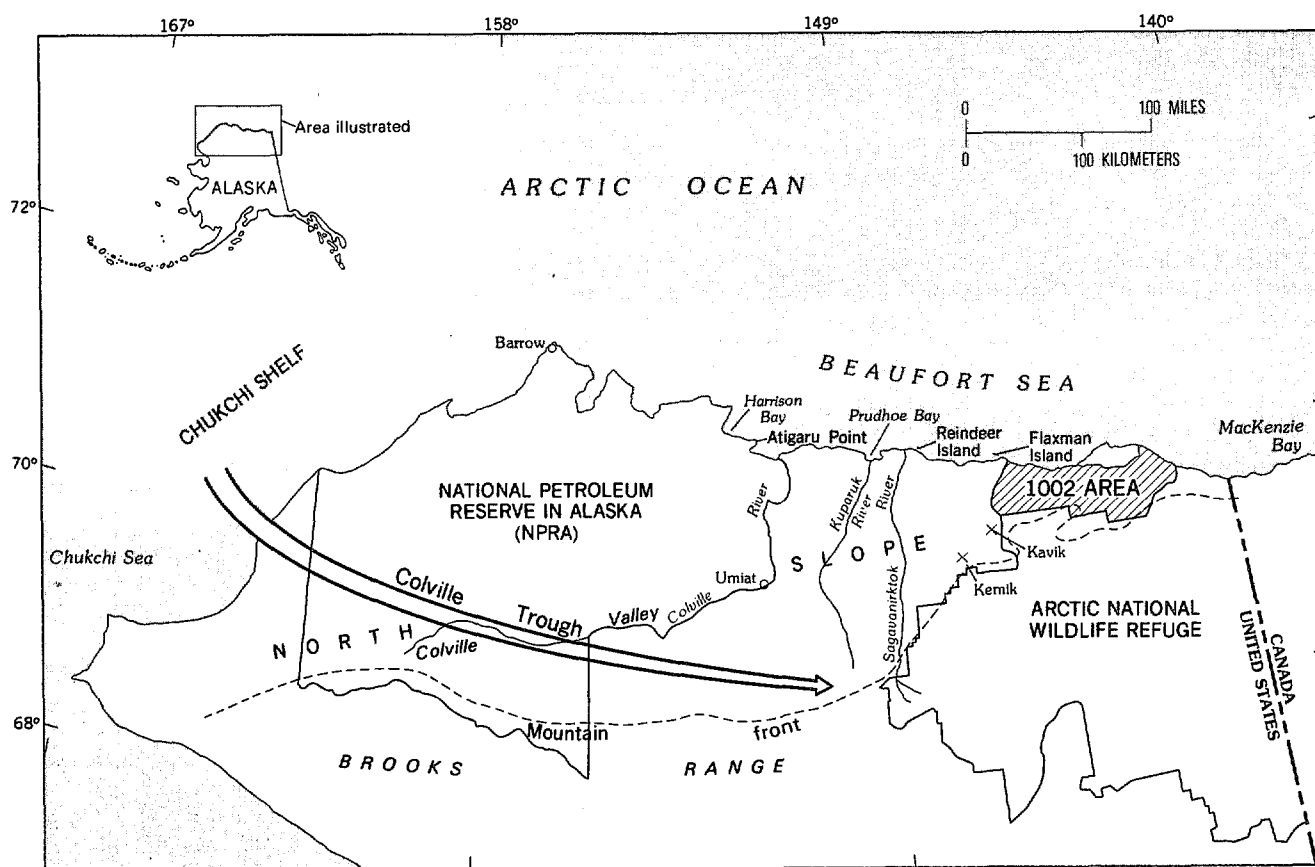 167° 158° 149° 140°
0 100 MILES
0 100 KILOMETERS
Area illustrated
ALASKA
ARCTIC OCEAN
72°
Barrow
BEAUFORT SEA
CHUKCHI SHELF
Harrison
Bay
Prudhoe Bay
Atigaru Point
Reindeer
Island
Flaxman
Island
MacKenzie
Bay
70°
NATIONAL PETROLEUM
RESERVE IN ALASKA
(NPRA)
1002 AREA
River
Kuparuk
River
River
Chukchi Sea
SLOPE
Kavik
Umiat
Kemik
Colville
Trough
Valley
Colville
Sagavanirktok
ARCTIC NATIONAL
WILDLIFE REFUGE
NORTH
Colville
CANADA
UNITED STATES
68°
Mountain
front
BROOKS RANGE